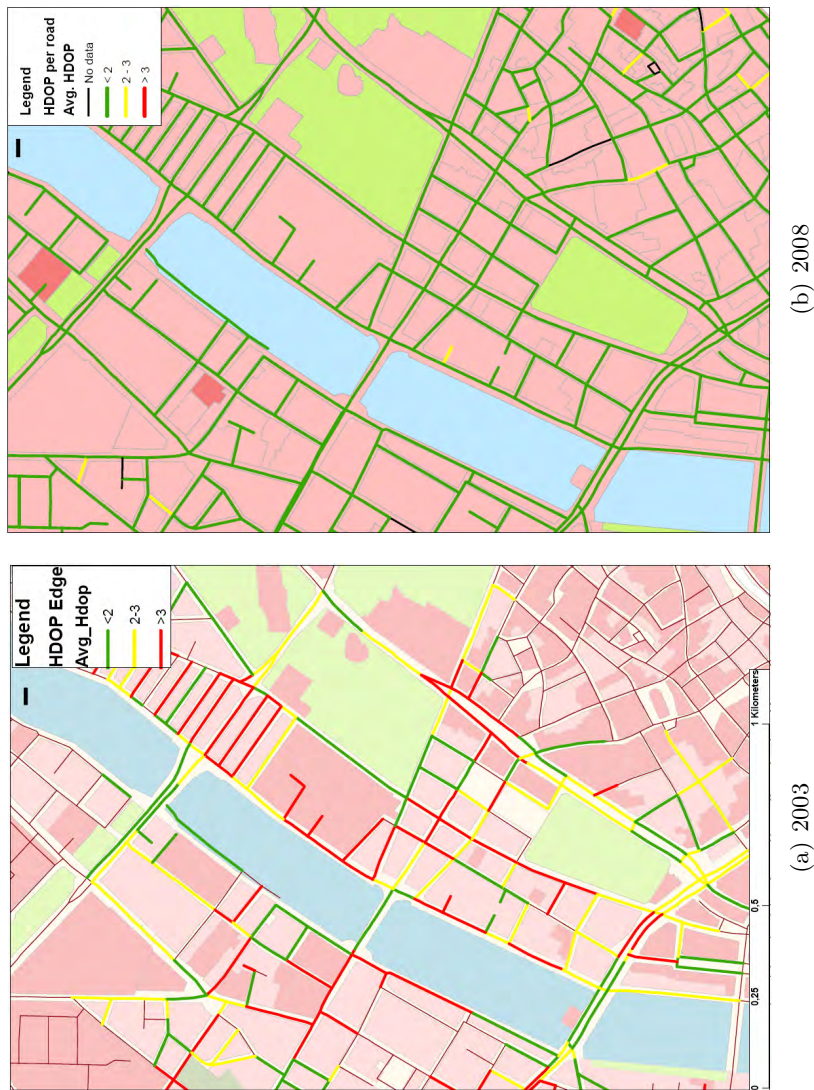 Legend
HDOP per road
Avg. HDOP
No data
< 2
2 - 3
> 3
(b) 2008
Legend
HDOP Edge
Avg_Hdop
<2
2-3
>3
0 0,25 0,5 1 Kilometers
(a) 2003